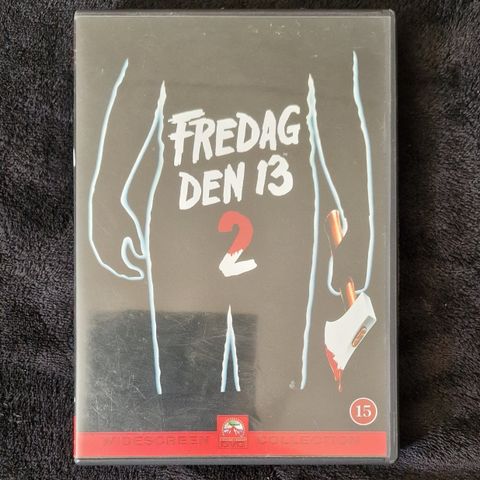 FREDAG
DEN 13
2
15
WIDESCREEN COLLECTION